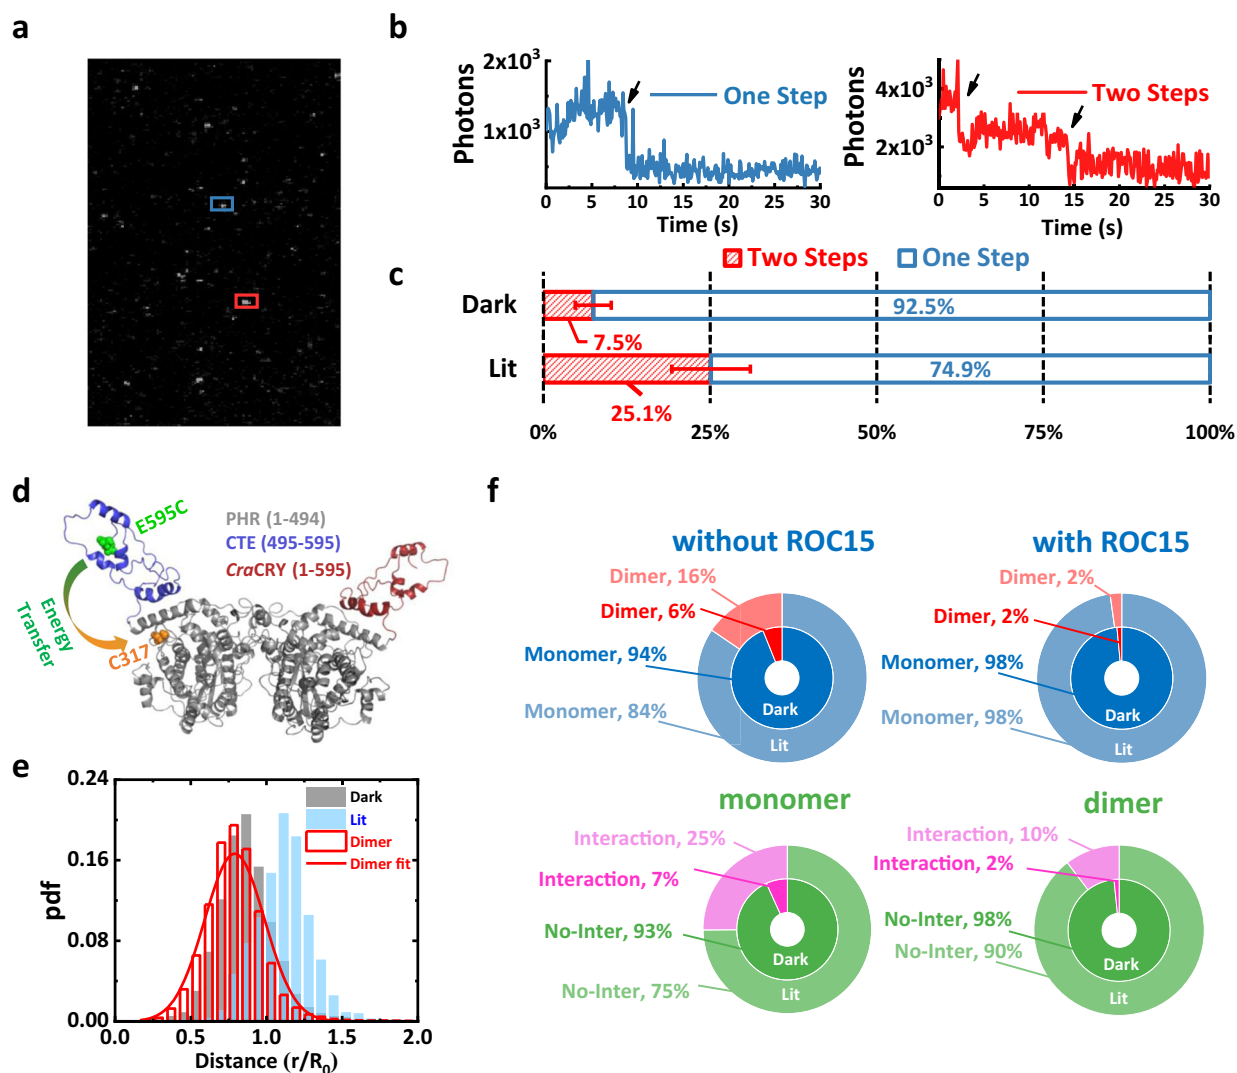 a
b
2x10³
1x10³
Photons
One Step
0 5 10 15 20 25 30
Time (s)
4x10³
2x10³
Photons
Two Steps
0 5 10 15 20 25 30
Time (s)
c
Two Steps One Step
Dark
92.5%
7.5%
Lit
74.9%
25.1%
0% 25% 50% 75% 100%
d
E595C
PHR (1-494)
CTE (495-595)
CraCRY (1-595)
Energy
Transfer
C317
e
0.24
0.16
0.08
0.00
pdf
Dark
Lit
Dimer
Dimer fit
0.0 0.5 1.0 1.5 2.0
Distance (r/R₀)
f
without ROC15
Dimer, 16%
Dimer, 6%
Monomer, 94%
Monomer, 84%
Dark
Lit
with ROC15
Dimer, 2%
Dimer, 2%
Monomer, 98%
Monomer, 98%
Dark
Lit
monomer
Interaction, 25%
Interaction, 7%
No-Inter, 93%
No-Inter, 75%
Dark
Lit
dimer
Interaction, 10%
Interaction, 2%
No-Inter, 98%
No-Inter, 90%
Dark
Lit